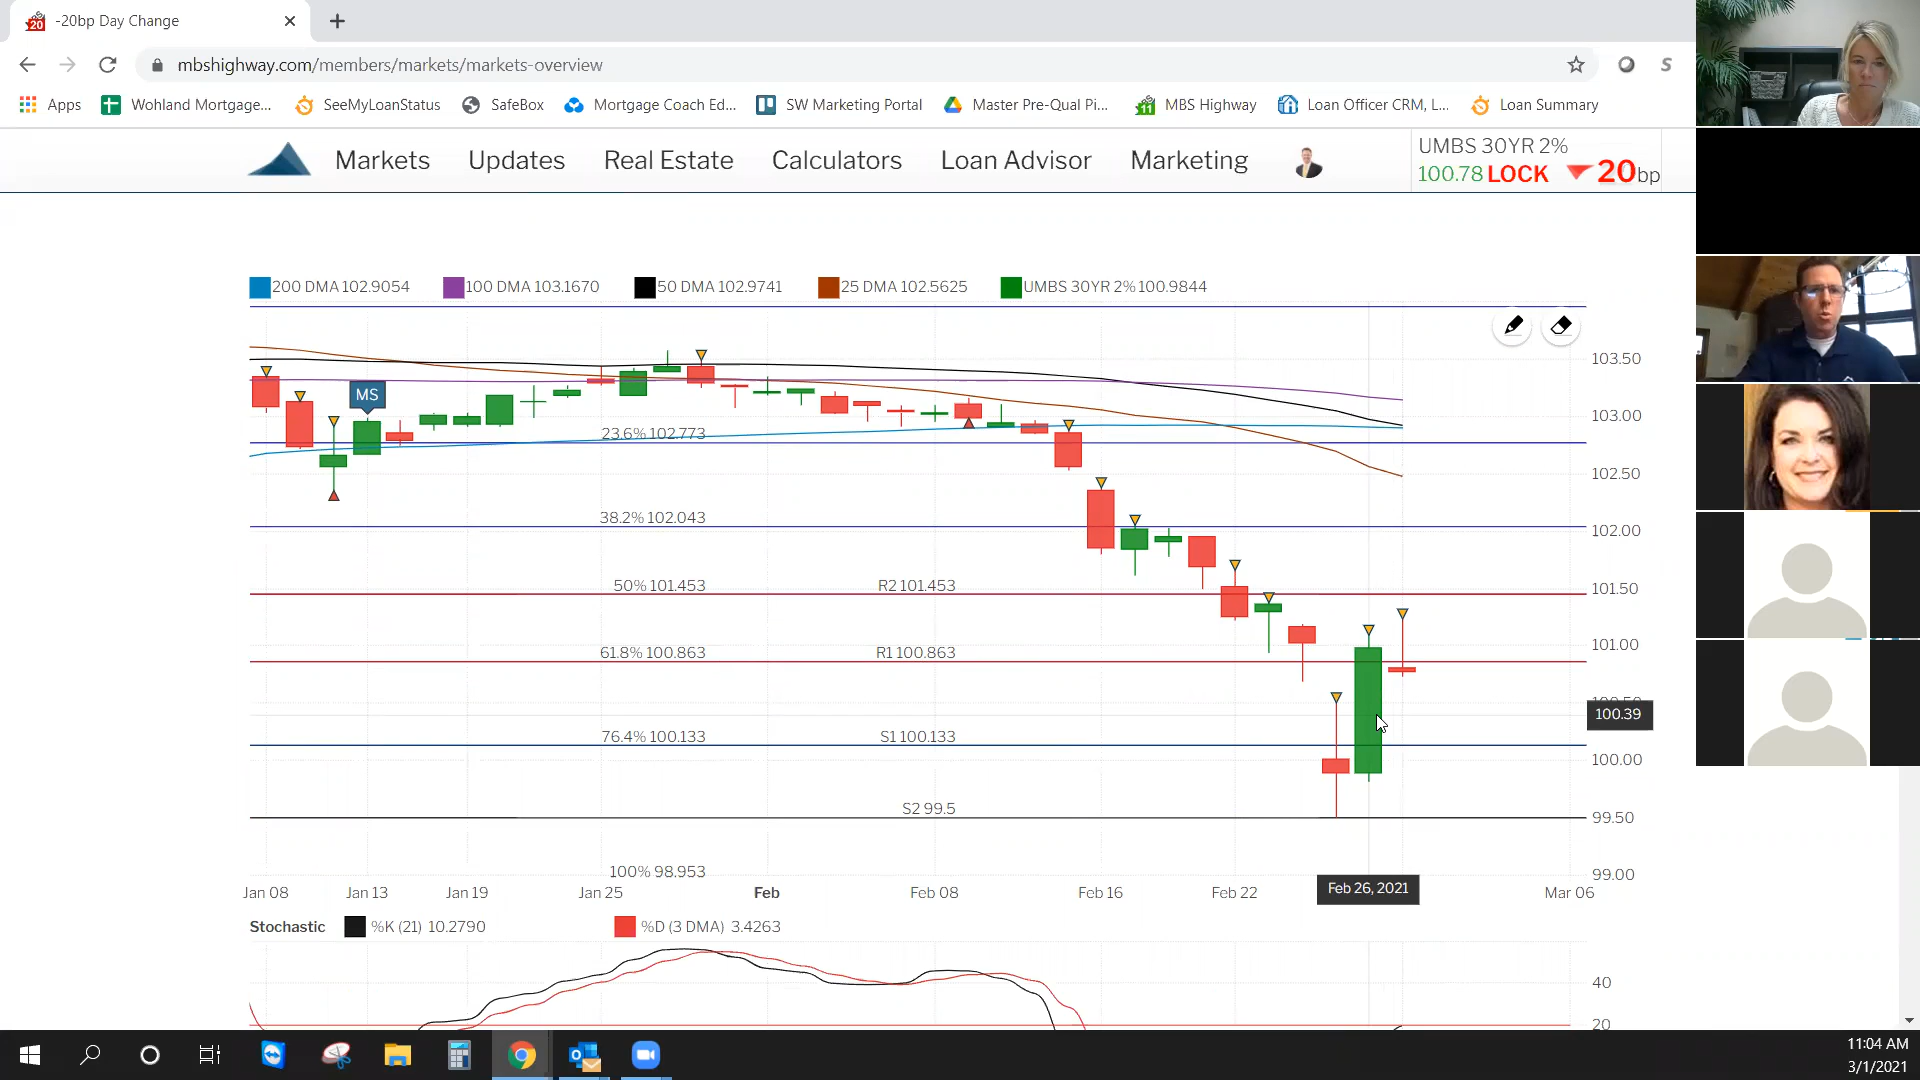 20
-20bp Day Change
mbshighway.com/members/markets/markets-overview
S
Apps
Wohland Mortgage...
SeeMyLoanStatus
SafeBox
Mortgage Coach Ed...
SW Marketing Portal
Master Pre-Qual Pi...
11
MBS Highway
Loan Officer CRM, L...
Loan Summary
Markets
Updates
Real Estate
Calculators
Loan Advisor
Marketing
UMBS 30YR 2%
100.78 LOCK 20bp
200 DMA 102.9054
100 DMA 103.1670
50 DMA 102.9741
25 DMA 102.5625
UMBS 30YR 2% 100.9844
103.50
MS
103.00
23.6% 102.773
102.50
38.2% 102.043
102.00
50% 101.453
R2 101.453
101.50
61.8% 100.863
R1 100.863
101.00
100.50
100.39
76.4% 100.133
S1 100.133
100.00
S2 99.5
99.50
100% 98.953
99.00
Jan 08
Jan 13
Jan 19
Jan 25
Feb
Feb 08
Feb 16
Feb 22
Feb 26, 2021
Mar 06
Stochastic
%K (21) 10.2790
%D (3 DMA) 3.4263
40
20
11:04 AM
3/1/2021